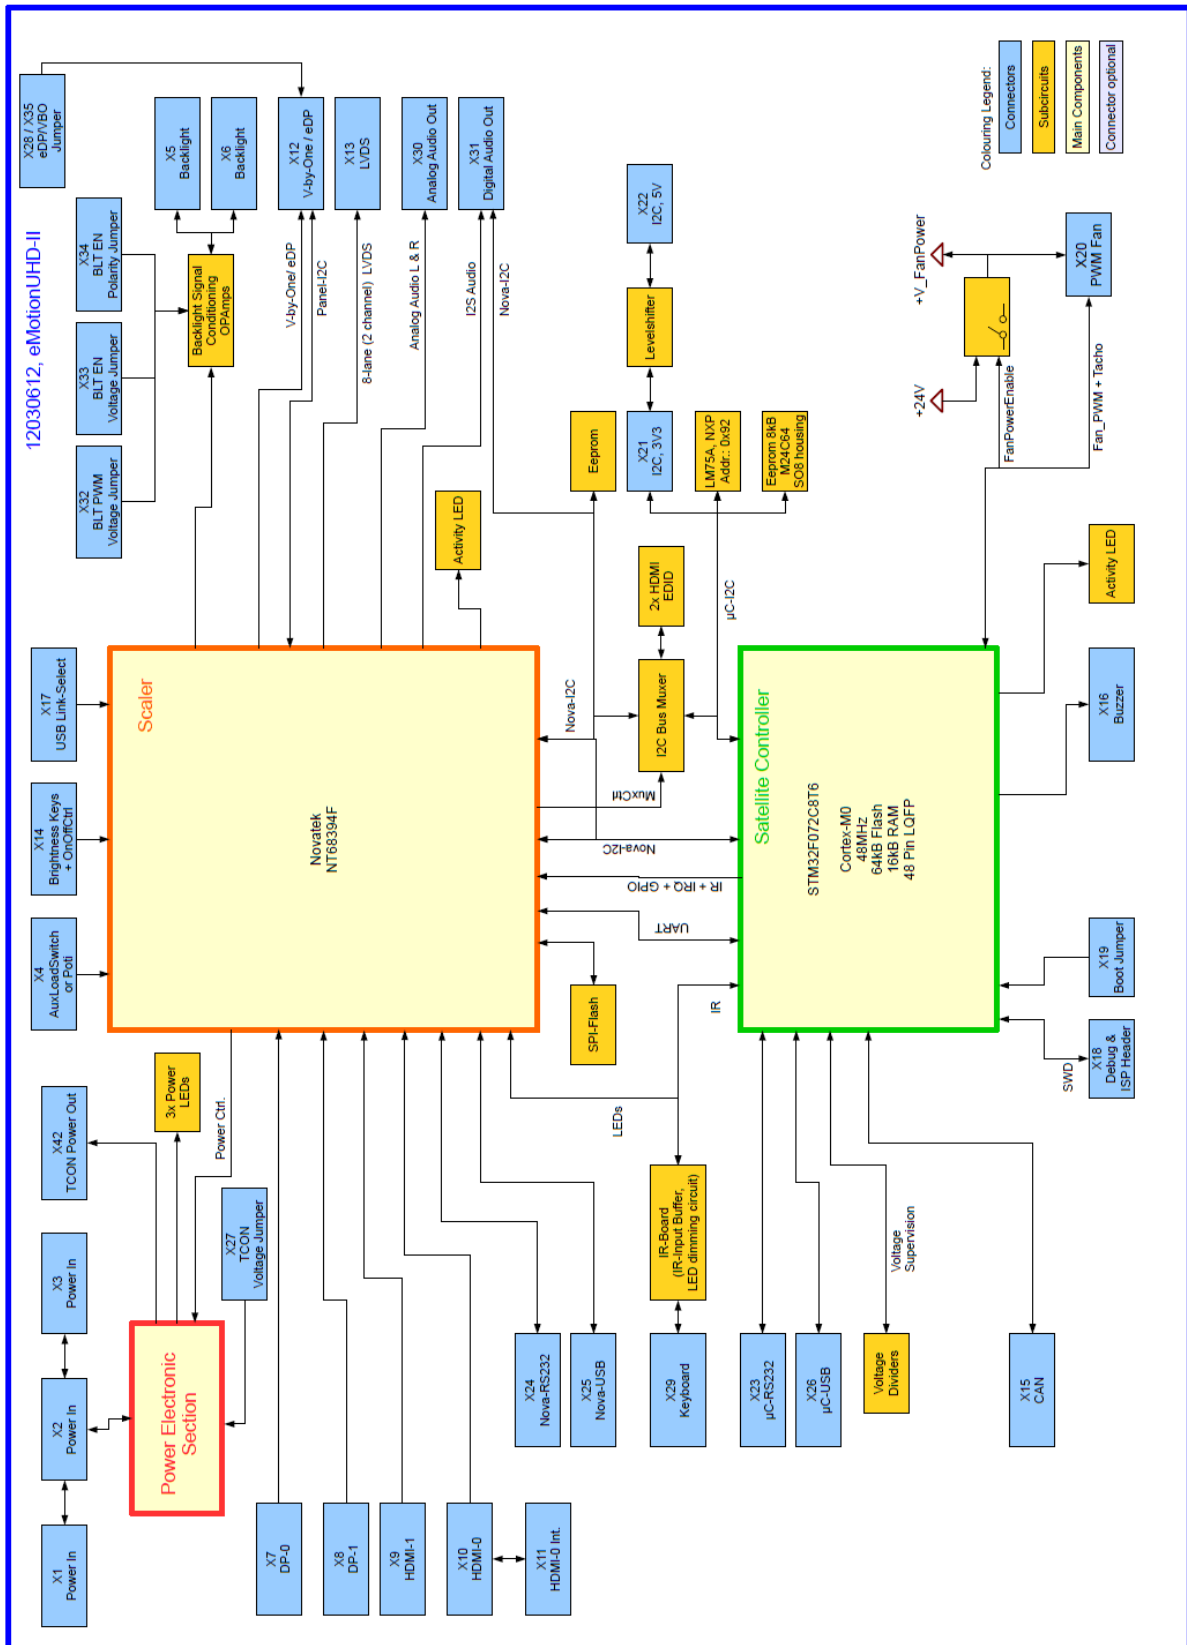 12030612, eMotionUHD-II
X1
Power In
X2
Power In
X3
Power In
X42
TCON Power Out
X4
AuxLoadSwitch
or Poti
X14
Brightness Keys
+ OnOffCtrl
X17
USB Link-Select
X32
BLT PWM
Voltage Jumper
X33
BLT EN
Voltage Jumper
X34
BLT EN
Polarity Jumper
X28 / X35
eDP/VBO
Jumper
Power Electronic
Section
3x Power
LEDs
Power Ctrl.
X27
TCON
Voltage Jumper
Backlight Signal
Conditioning
OPAmps
X5
Backlight
X6
Backlight
X12
V-by-One / eDP
X13
LVDS
X30
Analog Audio Out
X31
Digital Audio Out
V-by-One/ eDP
Panel-I2C
8-lane (2 channel) LVDS
Analog Audio L & R
I2S Audio
Nova-I2C
Scaler
Novatek
NT68394F
Activity LED
X7
DP-0
X8
DP-1
X9
HDMI-1
X10
HDMI-0
X11
HDMI-0 Int.
X24
Nova-RS232
X25
Nova-USB
SPI-Flash
LEDs
IR
UART
IR + IRQ + GPIO
Nova-I2C
MuxCtrl
Nova-I2C
I2C Bus Muxer
2x HDMI
EDID
µC-I2C
Eeprom
X21
I2C, 3V3
Levelshifter
X22
I2C, 5V
LM75A, NXP
Addr.: 0x92
Eeprom 8kB
M24C64
SO8 housing
X29
Keyboard
IR-Board
(IR-Input Buffer,
LED dimming circuit)
X23
µC-RS232
X26
µC-USB
Voltage
Dividers
Voltage
Supervision
X15
CAN
Satellite Controller
STM32F072C8T6
Cortex-M0
48MHz
64kB Flash
16kB RAM
48 Pin LQFP
SWD
X18
Debug &
ISP Header
X19
Boot Jumper
X16
Buzzer
Activity LED
+24V
+V_FanPower
FanPowerEnable
Fan_PWM + Tacho
X20
PWM Fan
Colouring Legend:
Connectors
Subcircuits
Main Components
Connector optional